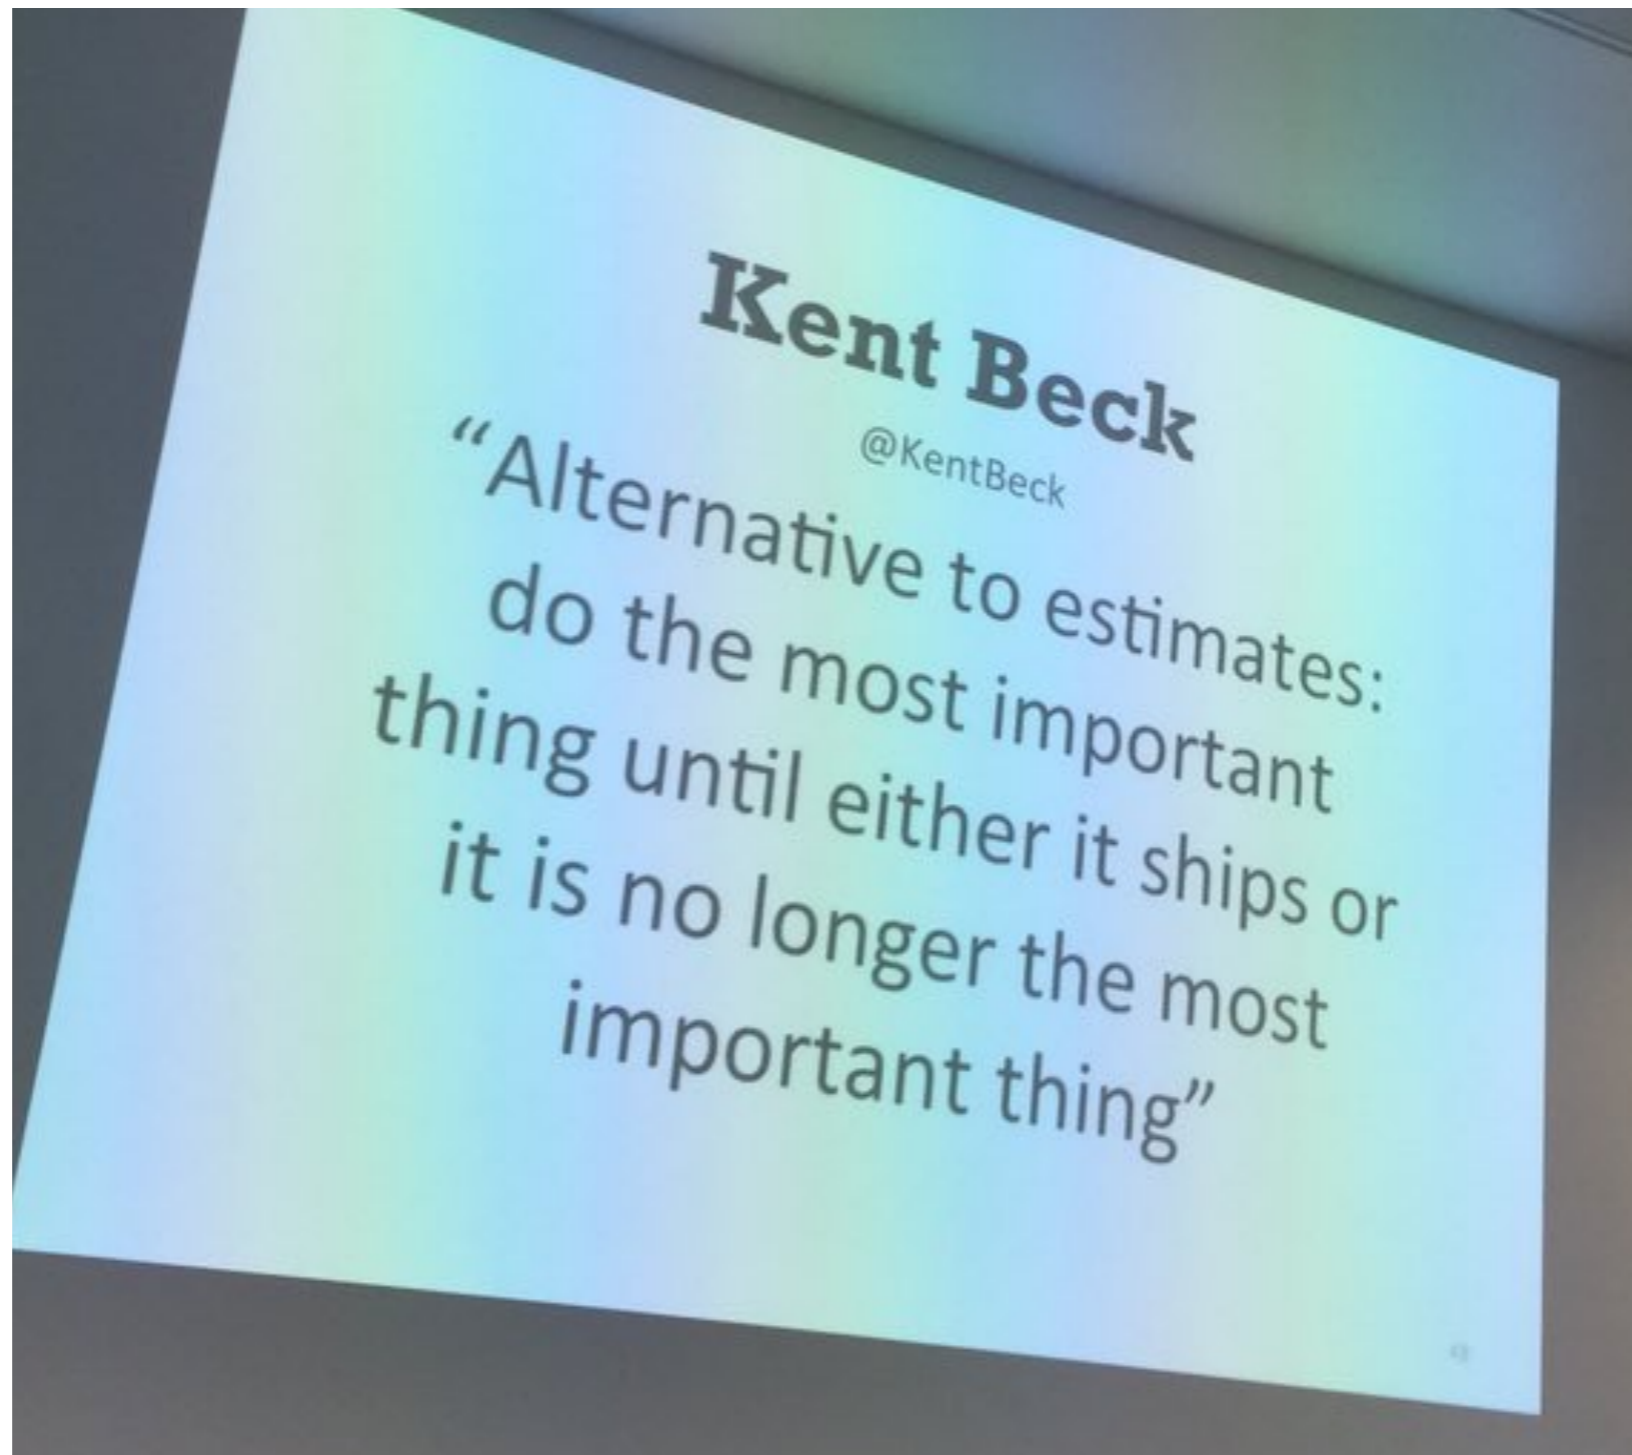 Kent Beck
@KentBeck
“Alternative to estimates:
do the most important
thing until either it ships or
it is no longer the most
important thing”